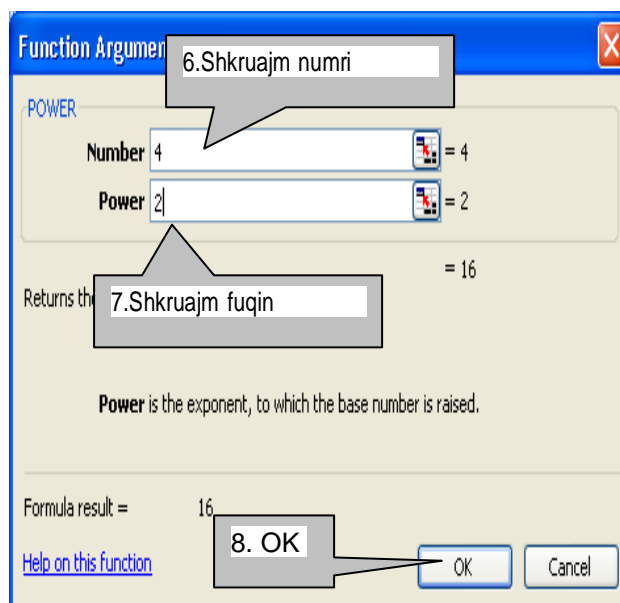 Function Argumen
6.Shkruajm numri
POWER
Number 4 = 4
Power 2 = 2
= 16
Returns the
7.Shkruajm fuqin
Power is the exponent, to which the base number is raised.
Formula result = 16
8. OK
Help on this function
OK Cancel